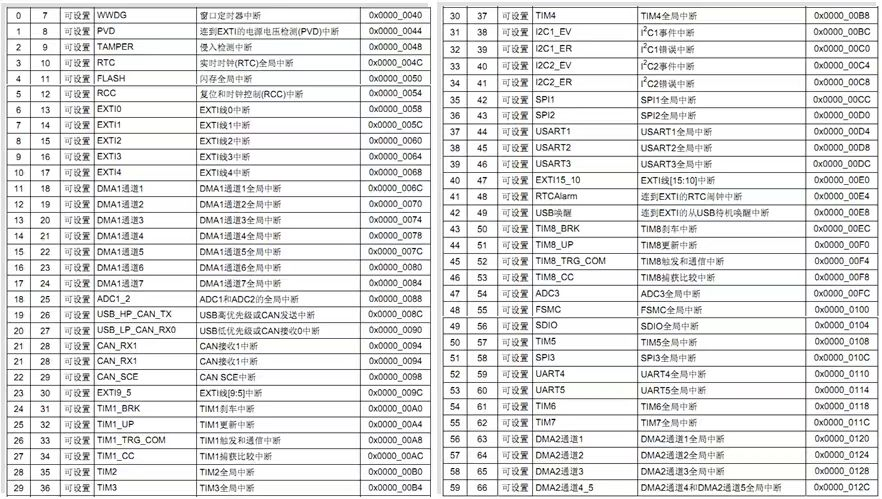 0 7 可设置 WWDG 窗口定时器中断 0x0000_0040
1 8 可设置 PVD 连到EXTI的电源电压检测(PVD)中断 0x0000_0044
2 9 可设置 TAMPER 侵入检测中断 0x0000_0048
3 10 可设置 RTC 实时时钟(RTC)全局中断 0x0000_004C
4 11 可设置 FLASH 闪存全局中断 0x0000_0050
5 12 可设置 RCC 复位和时钟控制(RCC)中断 0x0000_0054
6 13 可设置 EXTI0 EXTI线0中断 0x0000_0058
7 14 可设置 EXTI1 EXTI线1中断 0x0000_005C
8 15 可设置 EXTI2 EXTI线2中断 0x0000_0060
9 16 可设置 EXTI3 EXTI线3中断 0x0000_0064
10 17 可设置 EXTI4 EXTI线4中断 0x0000_0068
11 18 可设置 DMA1通道1 DMA1通道1全局中断 0x0000_006C
12 19 可设置 DMA1通道2 DMA1通道2全局中断 0x0000_0070
13 20 可设置 DMA1通道3 DMA1通道3全局中断 0x0000_0074
14 21 可设置 DMA1通道4 DMA1通道4全局中断 0x0000_0078
15 22 可设置 DMA1通道5 DMA1通道5全局中断 0x0000_007C
16 23 可设置 DMA1通道6 DMA1通道6全局中断 0x0000_0080
17 24 可设置 DMA1通道7 DMA1通道7全局中断 0x0000_0084
18 25 可设置 ADC1_2 ADC1和ADC2的全局中断 0x0000_0088
19 26 可设置 USB_HP_CAN_TX USB高优先级或CAN发送中断 0x0000_008C
20 27 可设置 USB_LP_CAN_RX0 USB低优先级或CAN接收0中断 0x0000_0090
21 28 可设置 CAN_RX1 CAN接收1中断 0x0000_0094
21 28 可设置 CAN_RX1 CAN接收1中断 0x0000_0094
22 29 可设置 CAN_SCE CAN SCE中断 0x0000_0098
23 30 可设置 EXTI9_5 EXTI线[9:5]中断 0x0000_009C
24 31 可设置 TIM1_BRK TIM1刹车中断 0x0000_00A0
25 32 可设置 TIM1_UP TIM1更新中断 0x0000_00A4
26 33 可设置 TIM1_TRG_COM TIM1触发和通信中断 0x0000_00A8
27 34 可设置 TIM1_CC TIM1捕获比较中断 0x0000_00AC
28 35 可设置 TIM2 TIM2全局中断 0x0000_00B0
29 36 可设置 TIM3 TIM3全局中断 0x0000_00B4
30 37 可设置 TIM4 TIM4全局中断 0x0000_00B8
31 38 可设置 I2C1_EV I²C1事件中断 0x0000_00BC
32 39 可设置 I2C1_ER I²C1错误中断 0x0000_00C0
33 40 可设置 I2C2_EV I²C2事件中断 0x0000_00C4
34 41 可设置 I2C2_ER I²C2错误中断 0x0000_00C8
35 42 可设置 SPI1 SPI1全局中断 0x0000_00CC
36 43 可设置 SPI2 SPI2全局中断 0x0000_00D0
37 44 可设置 USART1 USART1全局中断 0x0000_00D4
38 45 可设置 USART2 USART2全局中断 0x0000_00D8
39 46 可设置 USART3 USART3全局中断 0x0000_00DC
40 47 可设置 EXTI15_10 EXTI线[15:10]中断 0x0000_00E0
41 48 可设置 RTCAlarm 连到EXTI的RTC闹钟中断 0x0000_00E4
42 49 可设置 USB唤醒 连到EXTI的从USB待机唤醒中断 0x0000_00E8
43 50 可设置 TIM8_BRK TIM8刹车中断 0x0000_00EC
44 51 可设置 TIM8_UP TIM8更新中断 0x0000_00F0
45 52 可设置 TIM8_TRG_COM TIM8触发和通信中断 0x0000_00F4
46 53 可设置 TIM8_CC TIM8捕获比较中断 0x0000_00F8
47 54 可设置 ADC3 ADC3全局中断 0x0000_00FC
48 55 可设置 FSMC FSMC全局中断 0x0000_0100
49 56 可设置 SDIO SDIO全局中断 0x0000_0104
50 57 可设置 TIM5 TIM5全局中断 0x0000_0108
51 58 可设置 SPI3 SPI3全局中断 0x0000_010C
52 59 可设置 UART4 UART4全局中断 0x0000_0110
53 60 可设置 UART5 UART5全局中断 0x0000_0114
54 61 可设置 TIM6 TIM6全局中断 0x0000_0118
55 62 可设置 TIM7 TIM7全局中断 0x0000_011C
56 63 可设置 DMA2通道1 DMA2通道1全局中断 0x0000_0120
57 64 可设置 DMA2通道2 DMA2通道2全局中断 0x0000_0124
58 65 可设置 DMA2通道3 DMA2通道3全局中断 0x0000_0128
59 66 可设置 DMA2通道4_5 DMA2通道4和DMA2通道5全局中断 0x0000_012C